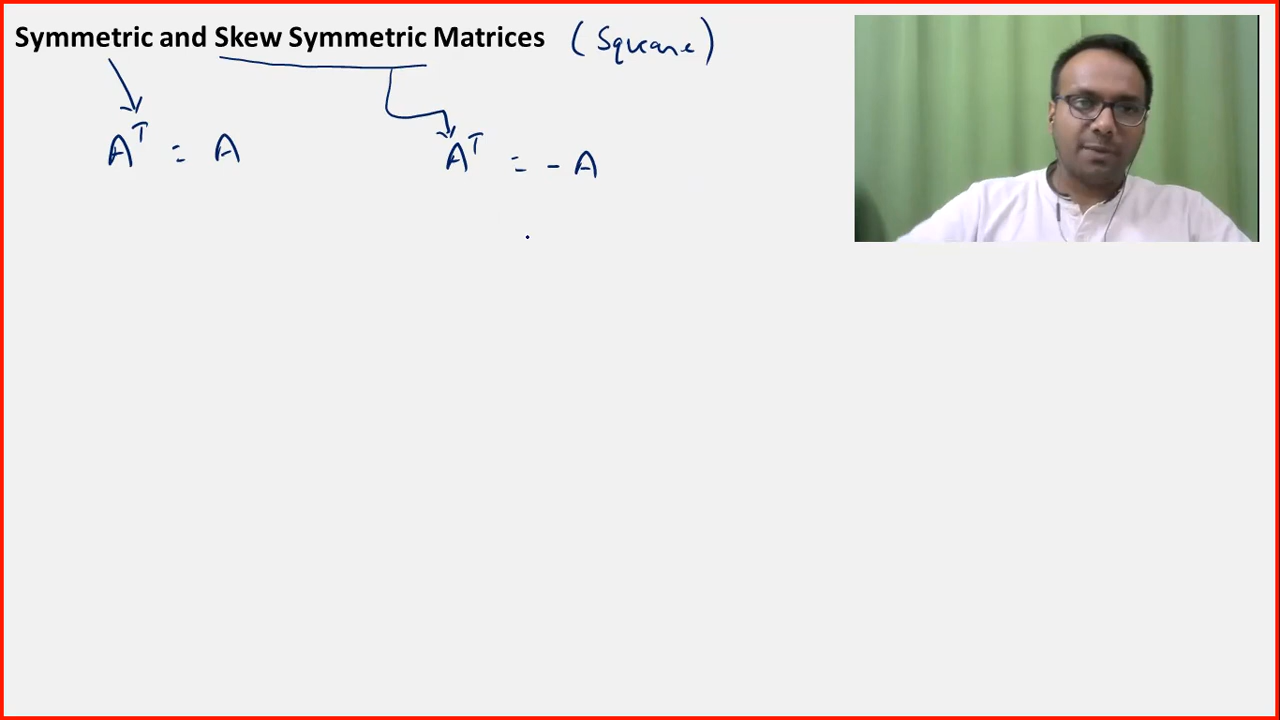 Symmetric and Skew Symmetric Matrices (Square)
Aᵀ = A
Aᵀ = - A